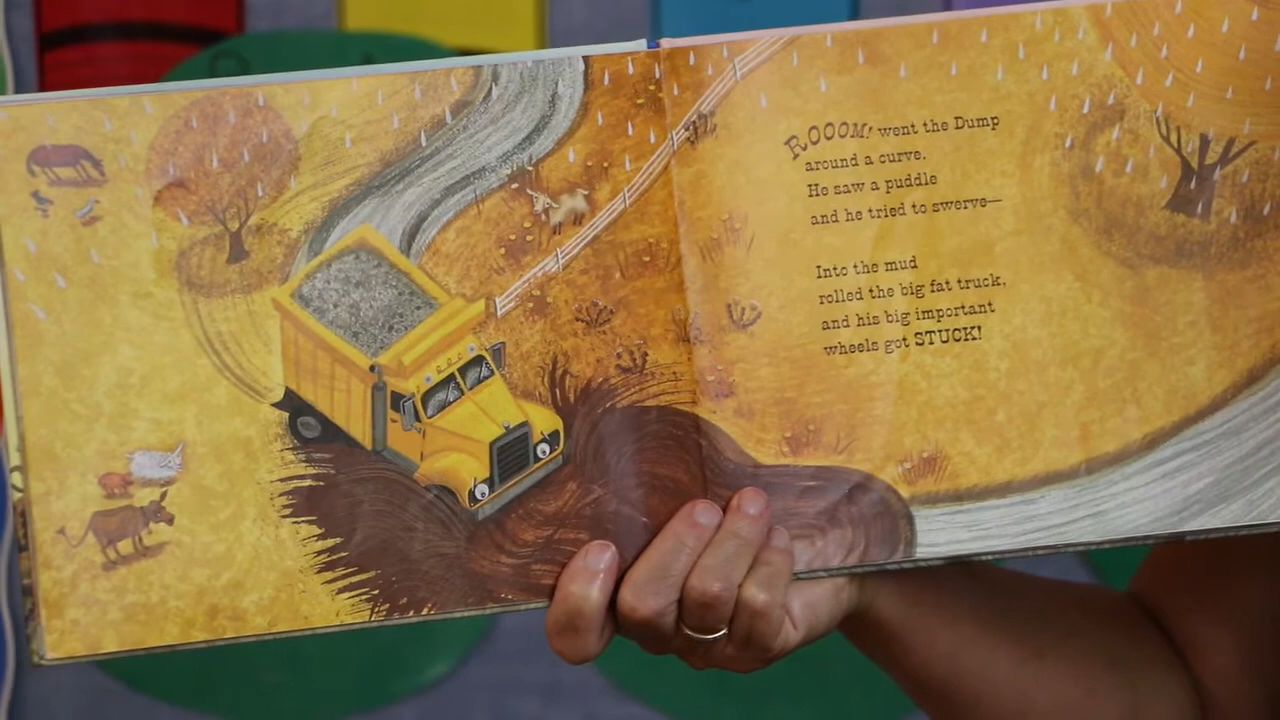 ROOOM! went the Dump
around a curve.
He saw a puddle
and he tried to swerve—
Into the mud
rolled the big fat truck,
and his big important
wheels got STUCK!